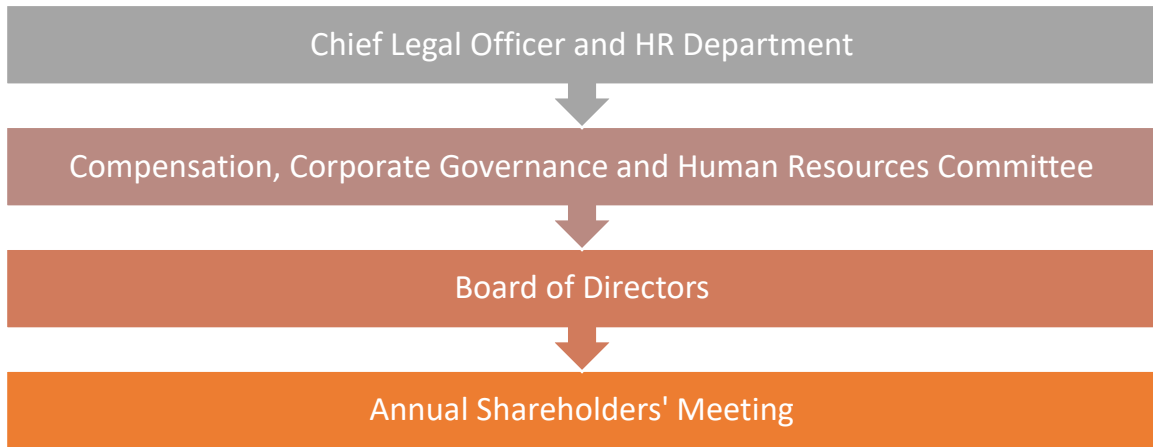 Chief Legal Officer and HR Department
Compensation, Corporate Governance and Human Resources Committee
Board of Directors
Annual Shareholders' Meeting